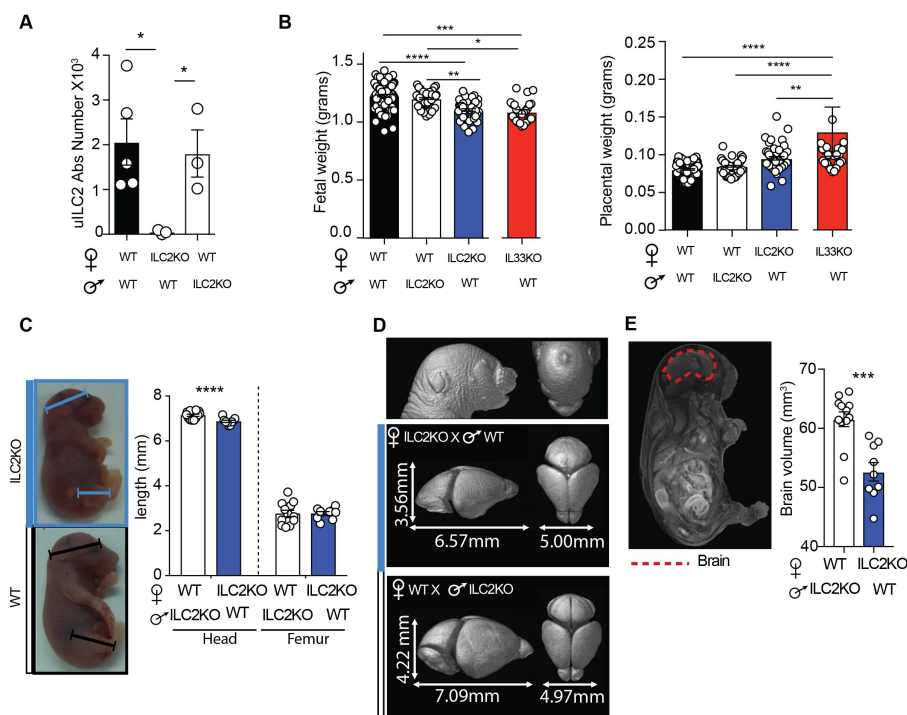 A
uILC2 Abs Number X10³
4
3
2
1
0
*
*
♀ WT ILC2KO WT
♂ WT WT ILC2KO
B
Fetal weight (grams)
1.5
1.0
0.5
0.0
***
*
****
**
♀ WT WT ILC2KO IL33KO
♂ WT ILC2KO WT WT
Placental weight (grams)
0.25
0.20
0.15
0.10
0.05
0.00
****
****
**
♀ WT WT ILC2KO IL33KO
♂ WT ILC2KO WT WT
C
ILC2KO
WT
length (mm)
8
6
4
2
0
****
♀ WT ILC2KO WT ILC2KO
♂ ILC2KO WT ILC2KO WT
Head Femur
D
♀ ILC2KO X ♂ WT
3.56mm
6.57mm 5.00mm
♀ WT X ♂ ILC2KO
4.22 mm
7.09mm 4.97mm
E
Brain
Brain volume (mm³)
70
60
50
40
***
♀ WT ILC2KO
♂ ILC2KO WT